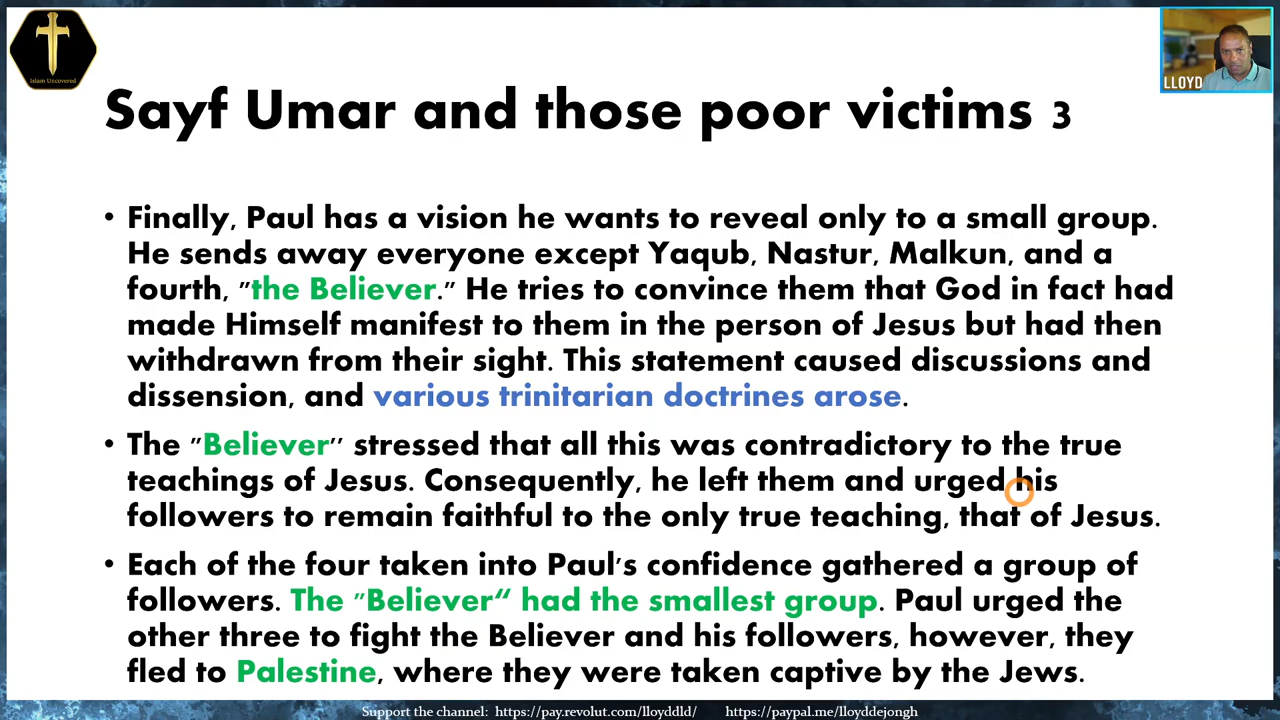 Islam Uncovered
LLOYD
Sayf Umar and those poor victims 3
• Finally, Paul has a vision he wants to reveal only to a small group.
He sends away everyone except Yaqub, Nastur, Malkun, and a
fourth, "the Believer." He tries to convince them that God in fact had
made Himself manifest to them in the person of Jesus but had then
withdrawn from their sight. This statement caused discussions and
dissension, and various trinitarian doctrines arose.
• The "Believer'' stressed that all this was contradictory to the true
teachings of Jesus. Consequently, he left them and urged his
followers to remain faithful to the only true teaching, that of Jesus.
• Each of the four taken into Paul's confidence gathered a group of
followers. The "Believer“ had the smallest group. Paul urged the
other three to fight the Believer and his followers, however, they
fled to Palestine, where they were taken captive by the Jews.
Support the channel: https://pay.revolut.com/lloyddld/ https://paypal.me/lloyddejongh